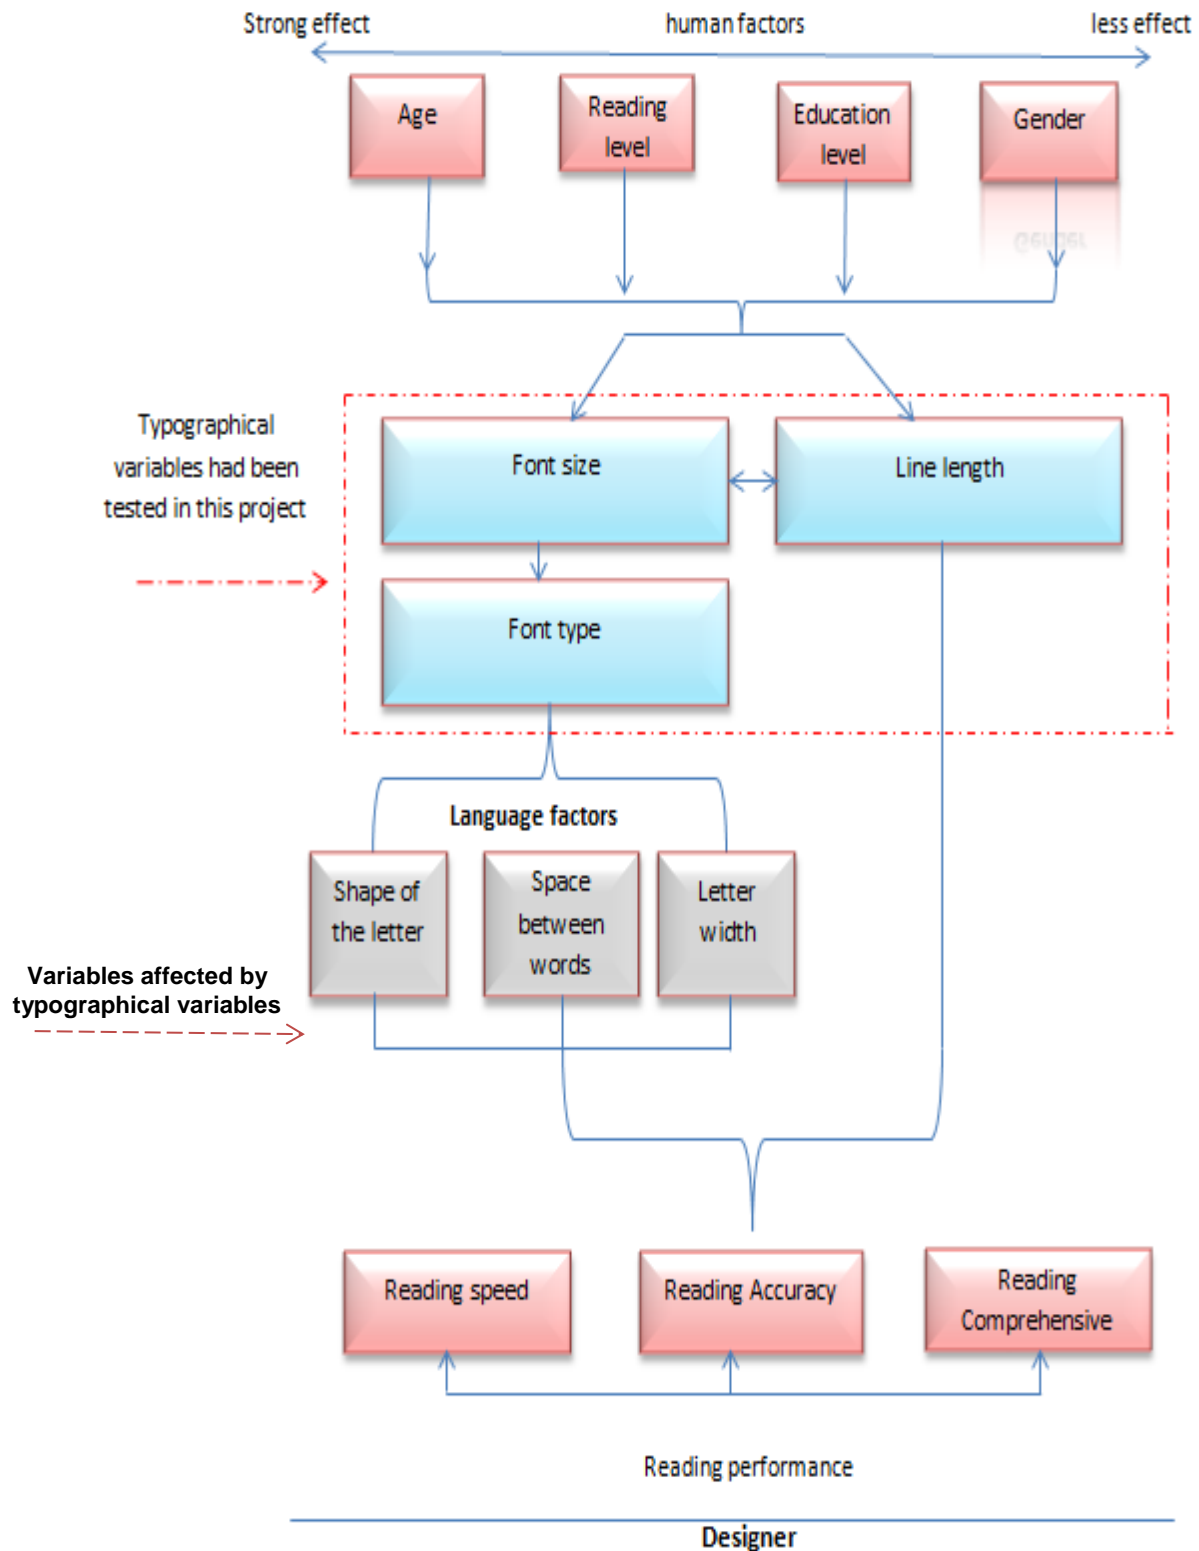 Strong effect human factors less effect
Age
Reading
level
Education
level
Gender
Gender
Typographical
variables had been
tested in this project
Font size
Line length
Font type
Language factors
Shape of
the letter
Space
between
words
Letter
width
Variables affected by
typographical variables
Reading speed
Reading Accuracy
Reading
Comprehensive
Reading performance
Designer